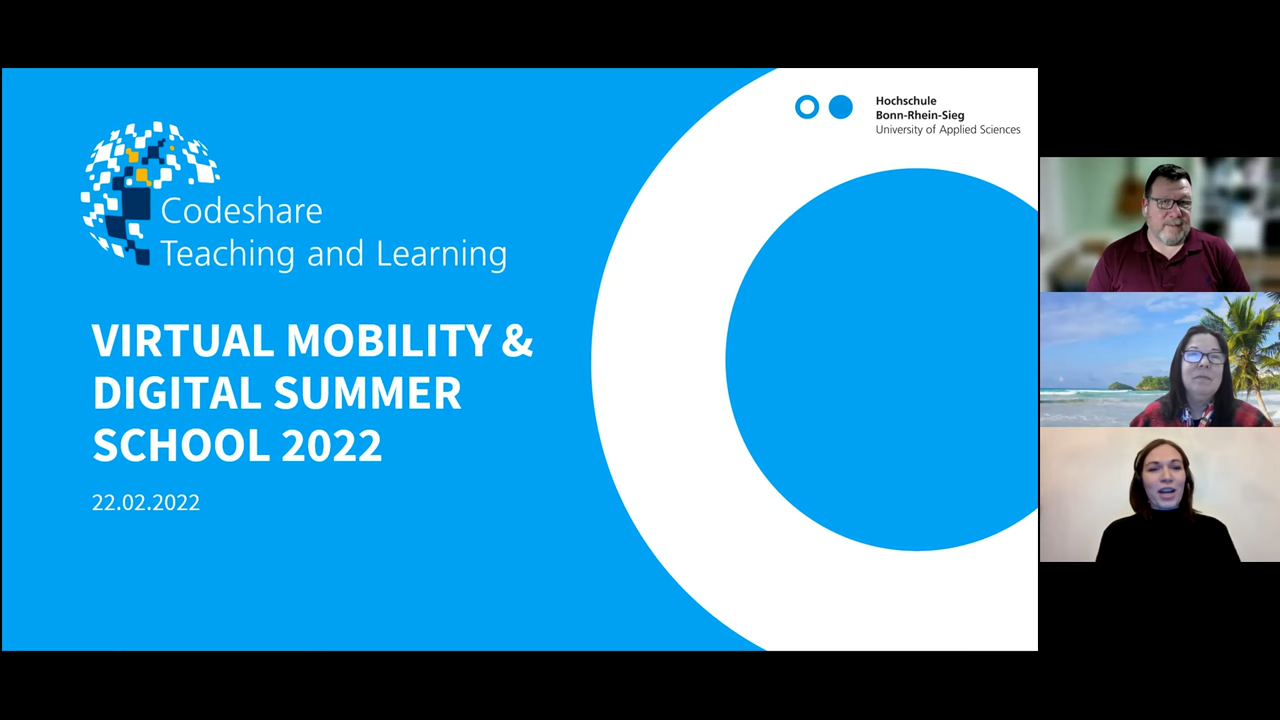 Hochschule
Bonn-Rhein-Sieg
University of Applied Sciences
Codeshare
Teaching and Learning
VIRTUAL MOBILITY &
DIGITAL SUMMER
SCHOOL 2022
22.02.2022